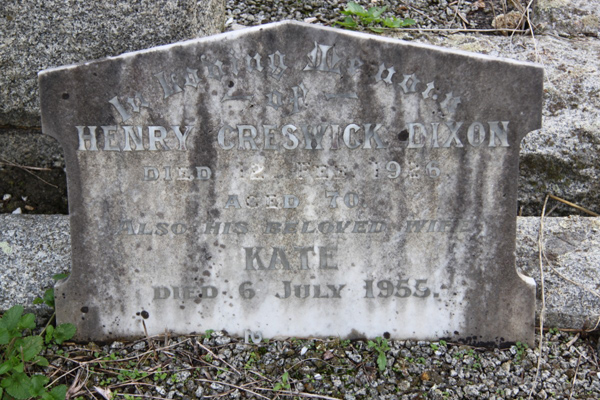 In Loving Memory
of
HENRY CRESWICK DIXON
DIED 12 FEB. 1926
AGED 70
ALSO HIS BELOVED WIFE
KATE
DIED 6 JULY 1955.